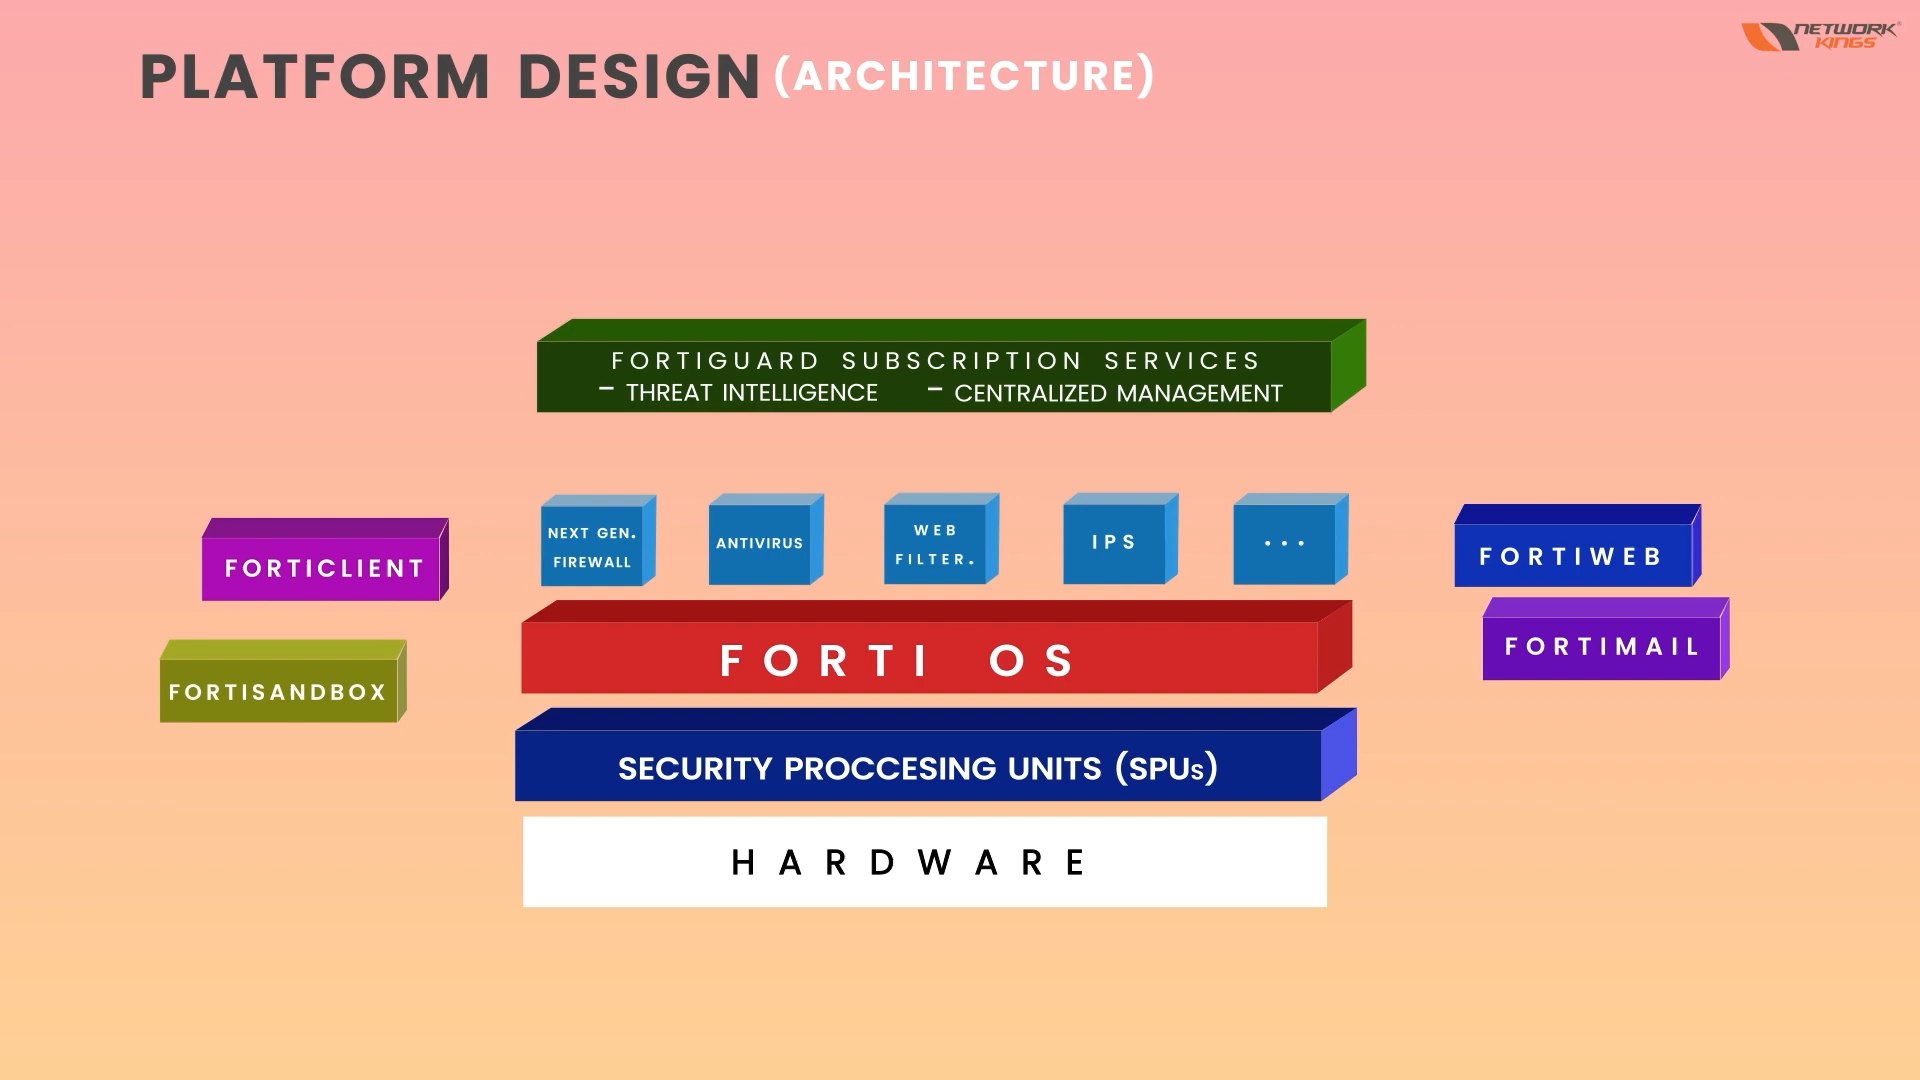 PLATFORM DESIGN (ARCHITECTURE)
NETWORK
KINGS
FORTIGUARD SUBSCRIPTION SERVICES
- THREAT INTELLIGENCE - CENTRALIZED MANAGEMENT
FORTICLIENT
FORTISANDBOX
NEXT GEN.
FIREWALL
ANTIVIRUS
WEB
FILTER.
IPS
...
FORTIWEB
FORTIMAIL
FORTI OS
SECURITY PROCCESING UNITS (SPUs)
HARDWARE